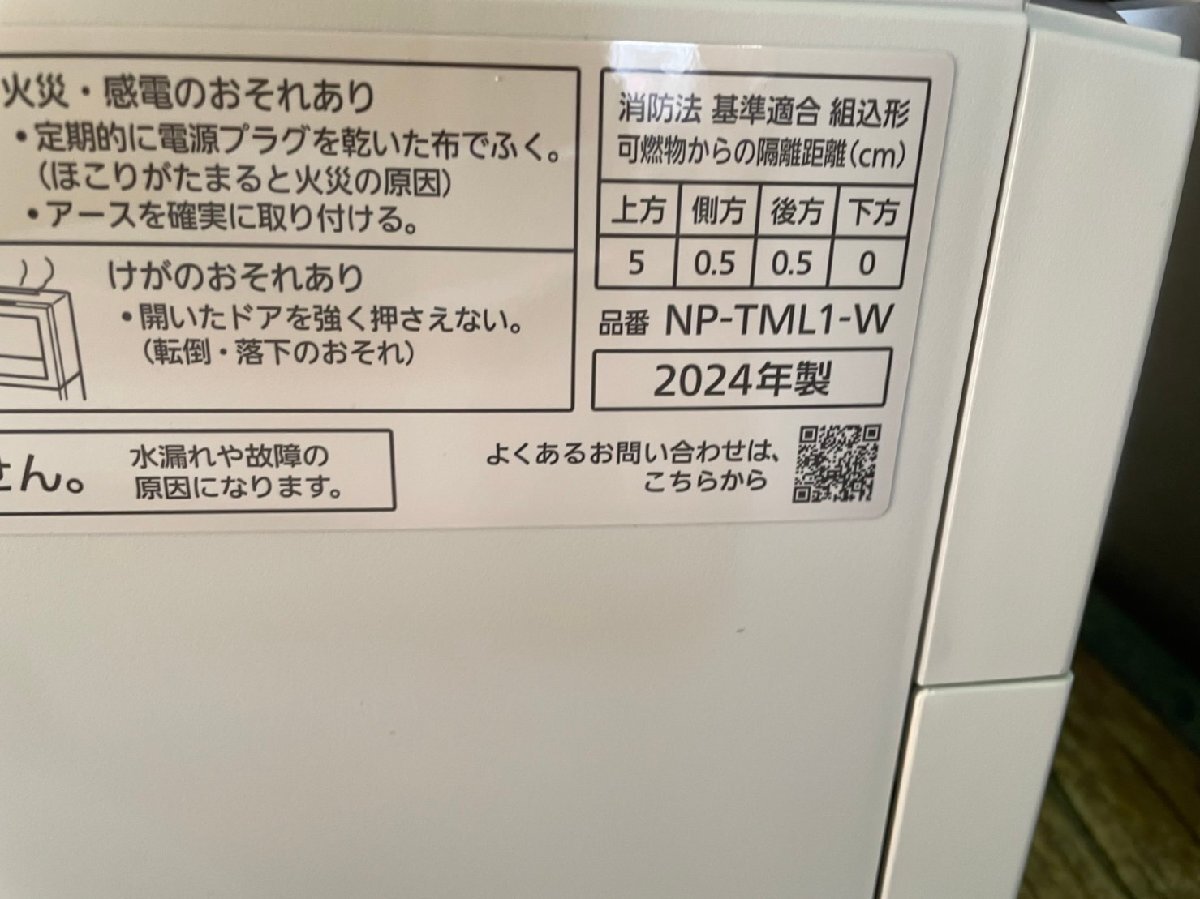 火災・感電のおそれあり
・定期的に電源プラグを乾いた布でふく。
(ほこりがたまると火災の原因)
・アースを確実に取り付ける。
けがのおそれあり
・開いたドアを強く押さえない。
(転倒・落下のおそれ)
せん。
水漏れや故障の
原因になります。
消防法 基準適合 組込形
可燃物からの隔離距離(cm)
上方 側方 後方 下方
5 0.5 0.5 0
品番 NP-TML1-W
2024年製
よくあるお問い合わせは、
こちらから